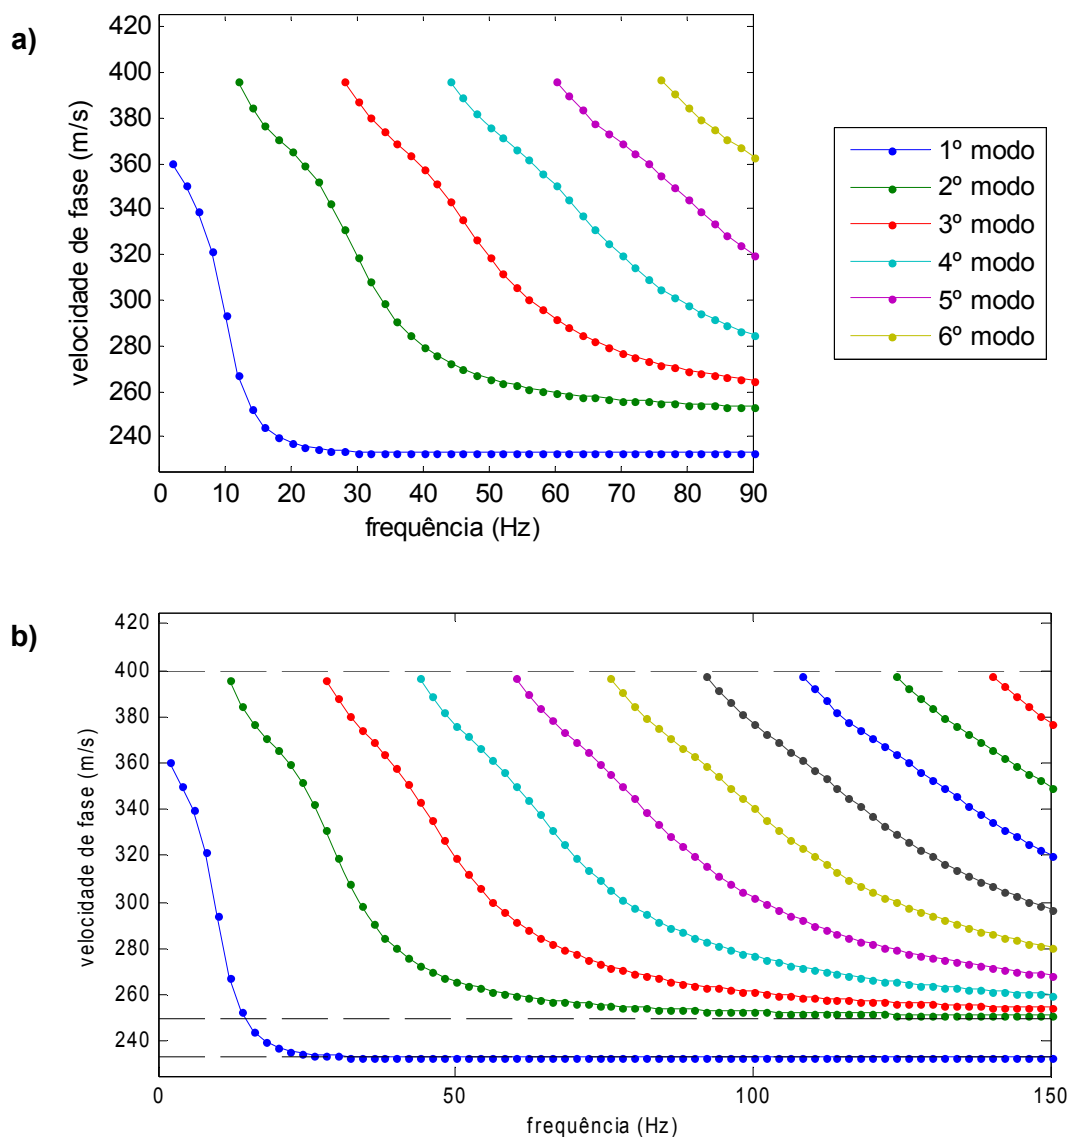 a)
420
400
380
360
340
320
300
280
260
240
velocidade de fase (m/s)
0 10 20 30 40 50 60 70 80 90
frequência (Hz)
1º modo
2º modo
3º modo
4º modo
5º modo
6º modo
b)
420
400
380
360
340
320
300
280
260
240
velocidade de fase (m/s)
0 50 100 150
frequência (Hz)